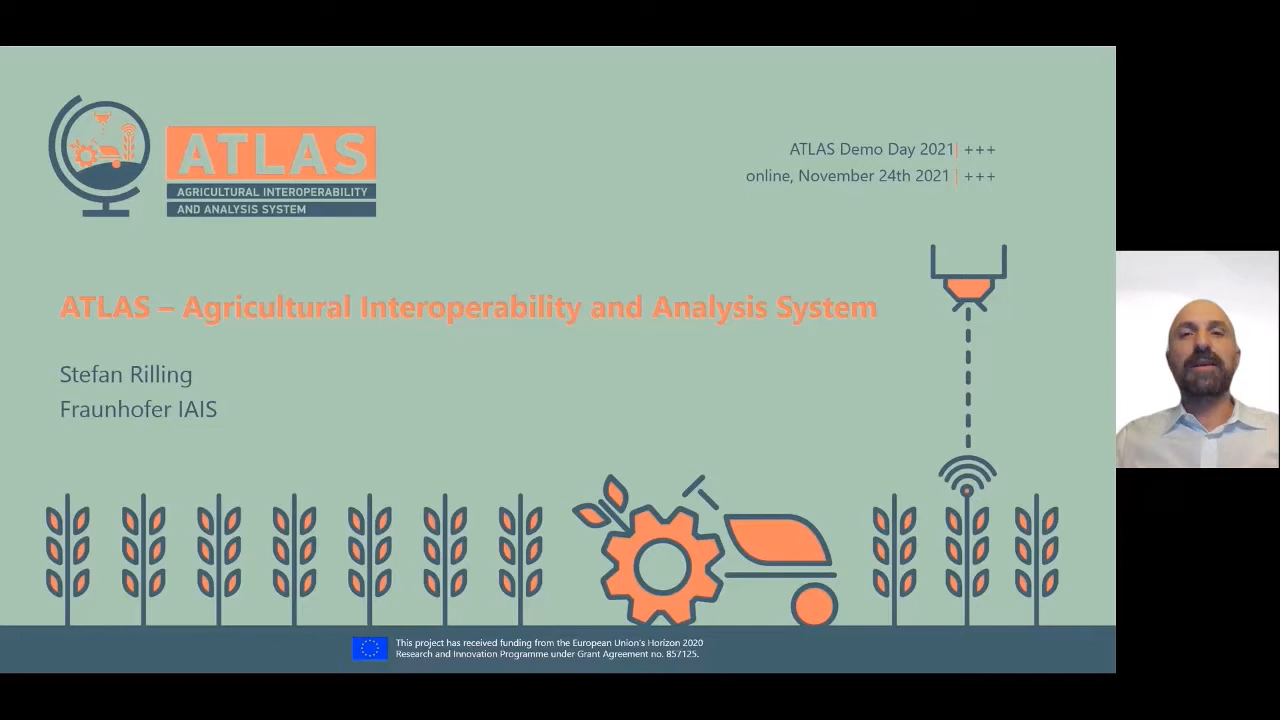 ATLAS
AGRICULTURAL INTEROPERABILITY
AND ANALYSIS SYSTEM
ATLAS Demo Day 2021| +++
online, November 24th 2021 | +++
ATLAS – Agricultural Interoperability and Analysis System
Stefan Rilling
Fraunhofer IAIS
This project has received funding from the European Union's Horizon 2020
Research and Innovation Programme under Grant Agreement no. 857125.